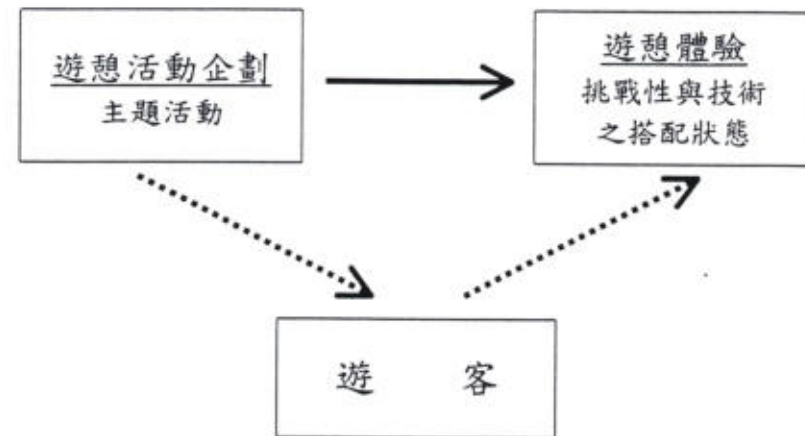 遊憩活動企劃
主題活動
遊憩體驗
挑戰性與技術
之搭配狀態
遊　　客